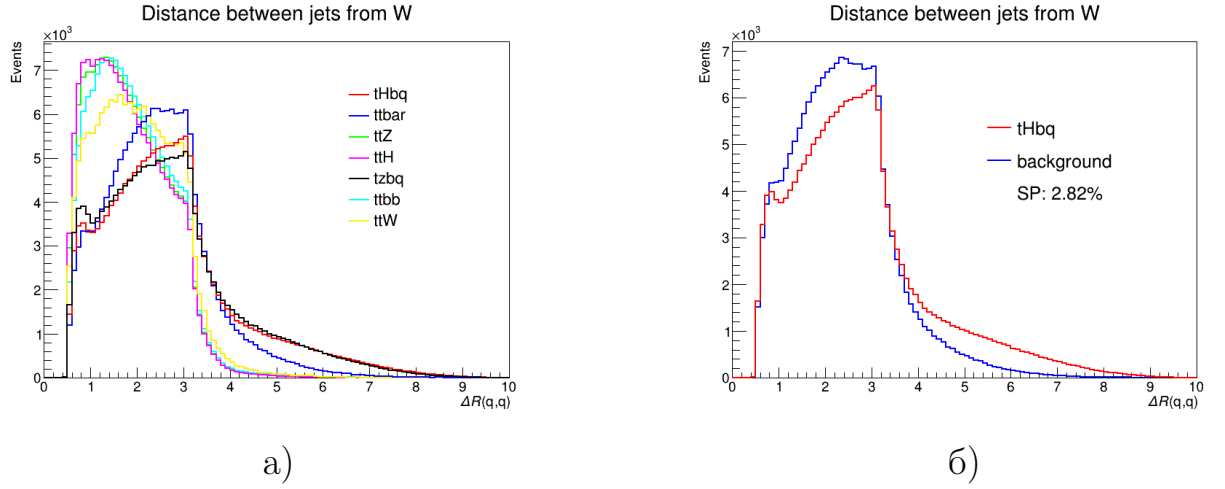 Distance between jets from W
×10³
Events
7
6
5
4
3
2
1
0
tHbq
ttbar
ttZ
ttH
tzbq
ttbb
ttW
0 1 2 3 4 5 6 7 8 9 10
ΔR(q,q)
а)
Distance between jets from W
×10³
Events
7
6
5
4
3
2
1
0
tHbq
background
SP: 2.82%
0 1 2 3 4 5 6 7 8 9 10
ΔR(q,q)
б)